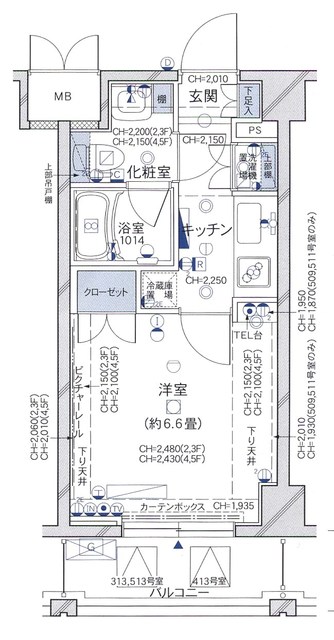 D
MB
CH=2,010
玄関
下足入
棚
PS
CH=2,200(2,3F)
CH=2,150(4,5F)
CH=2,150
化粧室
洗濯機置場
上部棚
上部吊戸棚
浴室
1014
キッチン
R
CH=2,250
クローゼット
冷蔵庫置場
TEL台
CH=1,950
CH=1,870(509,511号室のみ)
ピクチャーレール
CH=2,150(2,3F)
CH=2,100(4,5F)
洋室
(約6.6畳)
CH=2,150(2,3F)
CH=2,100(4,5F)
CH=2,060(2,3F)
CH=2,010(4,5F)
下り天井
CH=2,480(2,3F)
CH=2,430(4,5F)
下り天井
CH=2,010
CH=1,930(509,511号室のみ)
カーテンボックス
CH=1,935
IN
TV
G
313,513号室
413号室
バルコニー